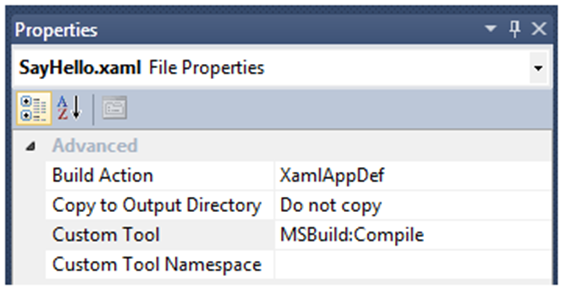 Properties
SayHello.xaml File Properties
Advanced
Build Action XamlAppDef
Copy to Output Directory Do not copy
Custom Tool MSBuild:Compile
Custom Tool Namespace